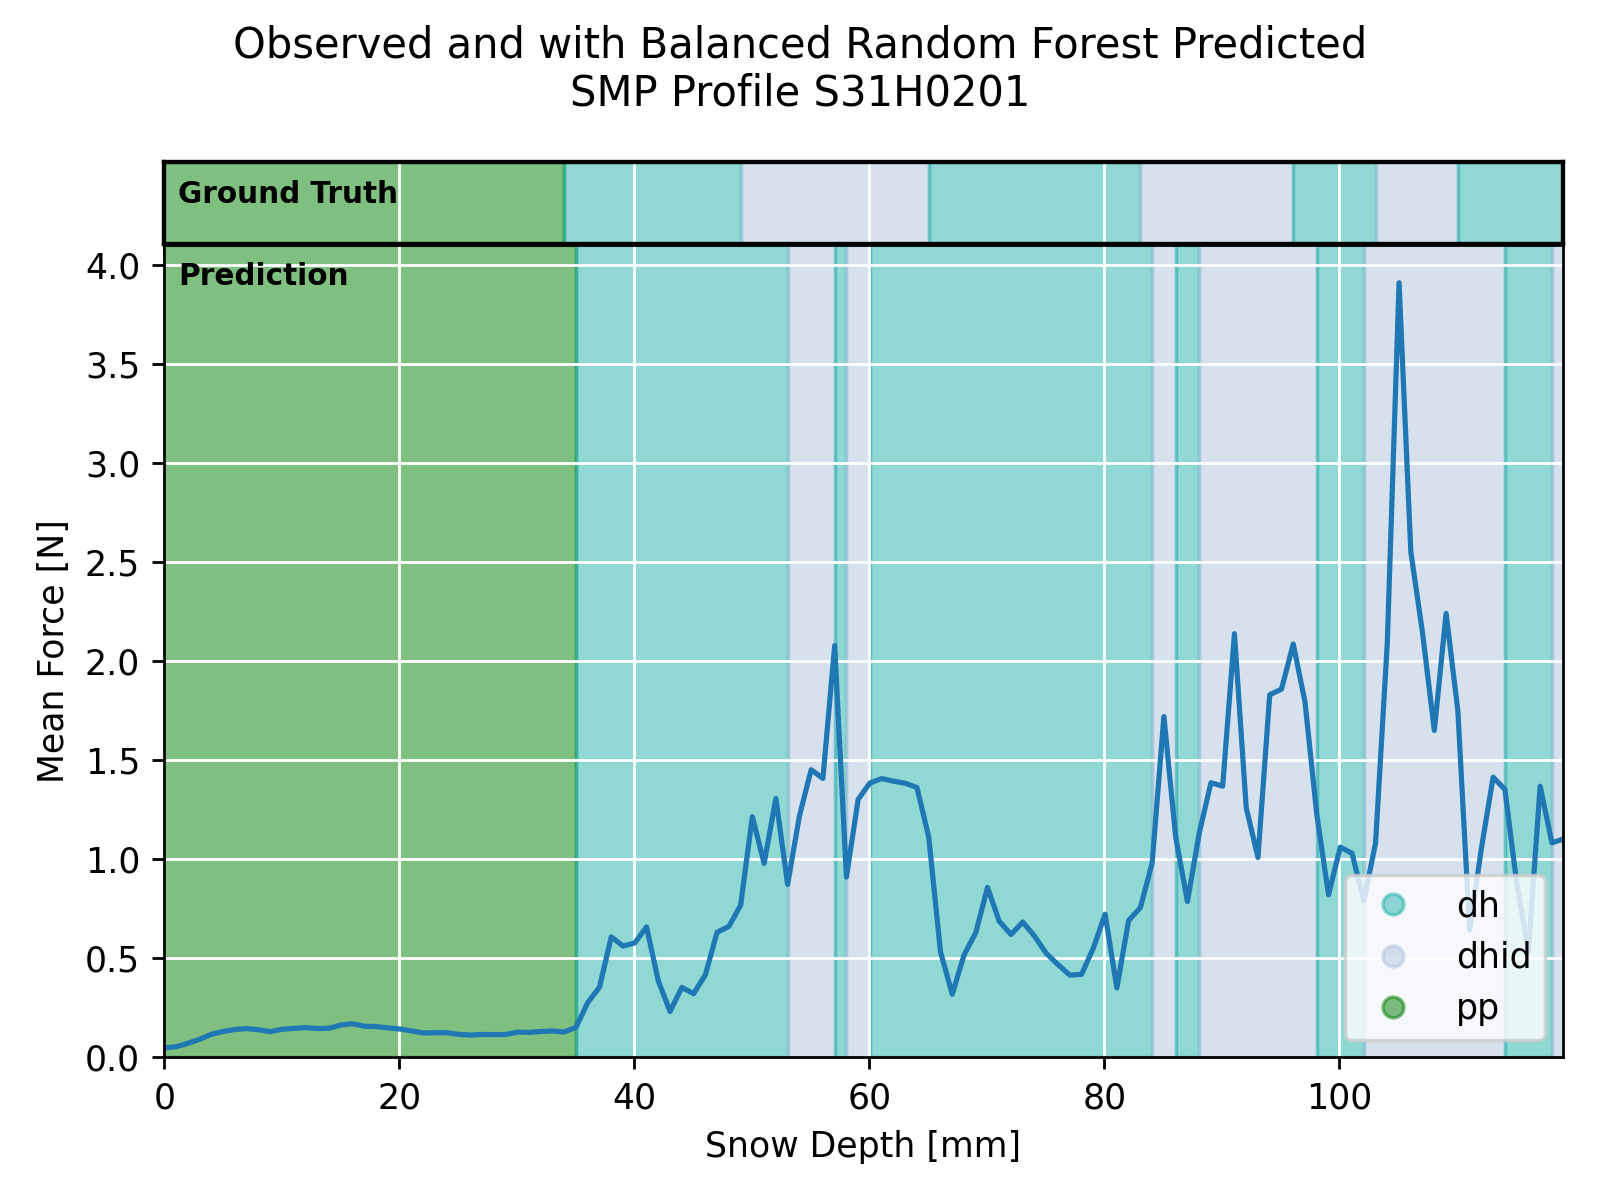 Observed and with Balanced Random Forest Predicted
SMP Profile S31H0201
Ground Truth
Prediction
4.0
3.5
3.0
2.5
2.0
1.5
1.0
0.5
0.0
Mean Force [N]
dh
dhid
pp
0 20 40 60 80 100
Snow Depth [mm]